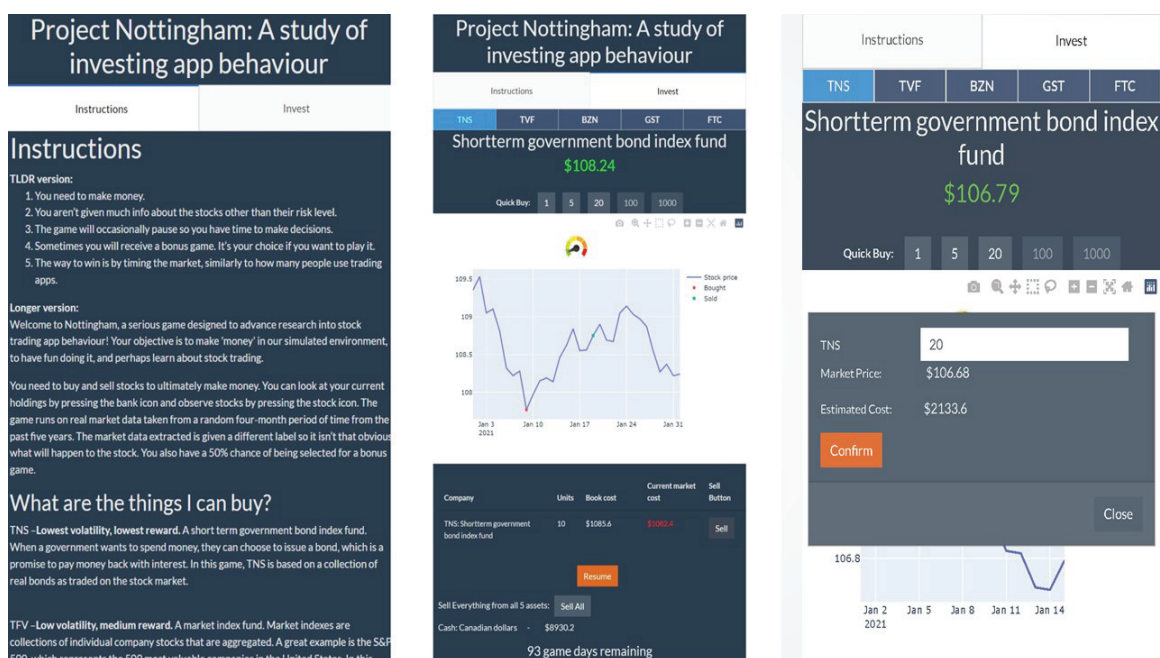 Project Nottingham: A study of
investing app behaviour
Instructions
Invest
Instructions
TLDR version:
1. You need to make money.
2. You aren't given much info about the stocks other than their risk level.
3. The game will occasionally pause so you have time to make decisions.
4. Sometimes you will receive a bonus game. It's your choice if you want to play it.
5. The way to win is by timing the market, similarly to how many people use trading
apps.
Longer version:
Welcome to Nottingham, a serious game designed to advance research into stock
trading app behaviour! Your objective is to make 'money' in our simulated environment,
to have fun doing it, and perhaps learn about stock trading.
You need to buy and sell stocks to ultimately make money. You can look at your current
holdings by pressing the bank icon and observe stocks by pressing the stock icon. The
game runs on real market data taken from a random four-month period of time from the
past five years. The market data extracted is given a different label so it isn't that obvious
what will happen to the stock. You also have a 50% chance of being selected for a bonus
game.
What are the things I can buy?
TNS –Lowest volatility, lowest reward. A short term government bond index fund.
When a government wants to spend money, they can choose to issue a bond, which is a
promise to pay money back with interest. In this game, TNS is based on a collection of
real bonds as traded on the stock market.
TFV –Low volatility, medium reward. A market index fund. Market indexes are
collections of individual company stocks that are aggregated. A great example is the S&P
500, which represents the 500 most valuable companies in the United States. In this
Project Nottingham: A study of
investing app behaviour
Instructions
Invest
TNS TVF BZN GST FTC
Shortterm government bond index fund
$108.24
Quick Buy: 1 5 20 100 1000
Stock price
Bought
Sold
109.5
109
108.5
108
Jan 3 Jan 10 Jan 17 Jan 24 Jan 31
2021
Company Units Book cost Current market cost Sell Button
TNS: Shortterm government 10 $1085.6 $1082.4 Sell
bond index fund
Resume
Sell Everything from all 5 assets: Sell All
Cash: Canadian dollars - $8930.2
93 game days remaining
Instructions
Invest
TNS TVF BZN GST FTC
Shortterm government bond index
fund
$106.79
Quick Buy: 1 5 20 100 1000
TNS 20
Market Price: $106.68
Estimated Cost: $2133.6
Confirm
Close
106.8
Jan 2 Jan 5 Jan 8 Jan 11 Jan 14
2021